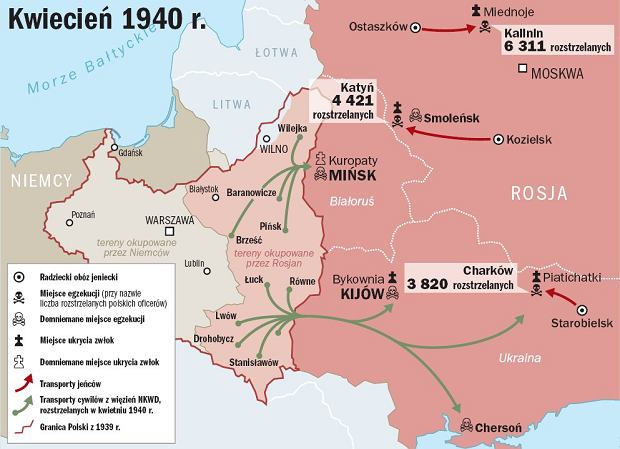 Kwiecień 1940 r.
Morze Bałtyckie
ŁOTWA
LITWA
Ostaszków
Miednoje
Kalinin
6 311 rozstrzelanych
MOSKWA
Katyń
4 421
rozstrzelanych
Smoleńsk
Kozielsk
Wilejka
WILNO
Gdańsk
Kuropaty
MIŃSK
NIEMCY
Białystok
Baranowicze
Białoruś
ROSJA
Poznań
WARSZAWA
Pińsk
tereny okupowane
przez Niemców
Brześć
tereny okupowane
przez Rosjan
Lublin
Łuck
Równe
Bykownia
KIJÓW
Charków
3 820 rozstrzelanych
Piatichatki
Starobielsk
Lwów
Drohobycz
Stanisławów
Ukraina
Chersoń
Radziecki obóz jeniecki
Miejsce egzekucji (przy nazwie
liczba rozstrzelanych polskich oficerów)
Domniemane miejsce egzekucji
Miejsce ukrycia zwłok
Domniemane miejsce ukrycia zwłok
Transporty jeńców
Transporty cywilów z więzień NKWD,
rozstrzelanych w kwietniu 1940 r.
Granica Polski z 1939 r.